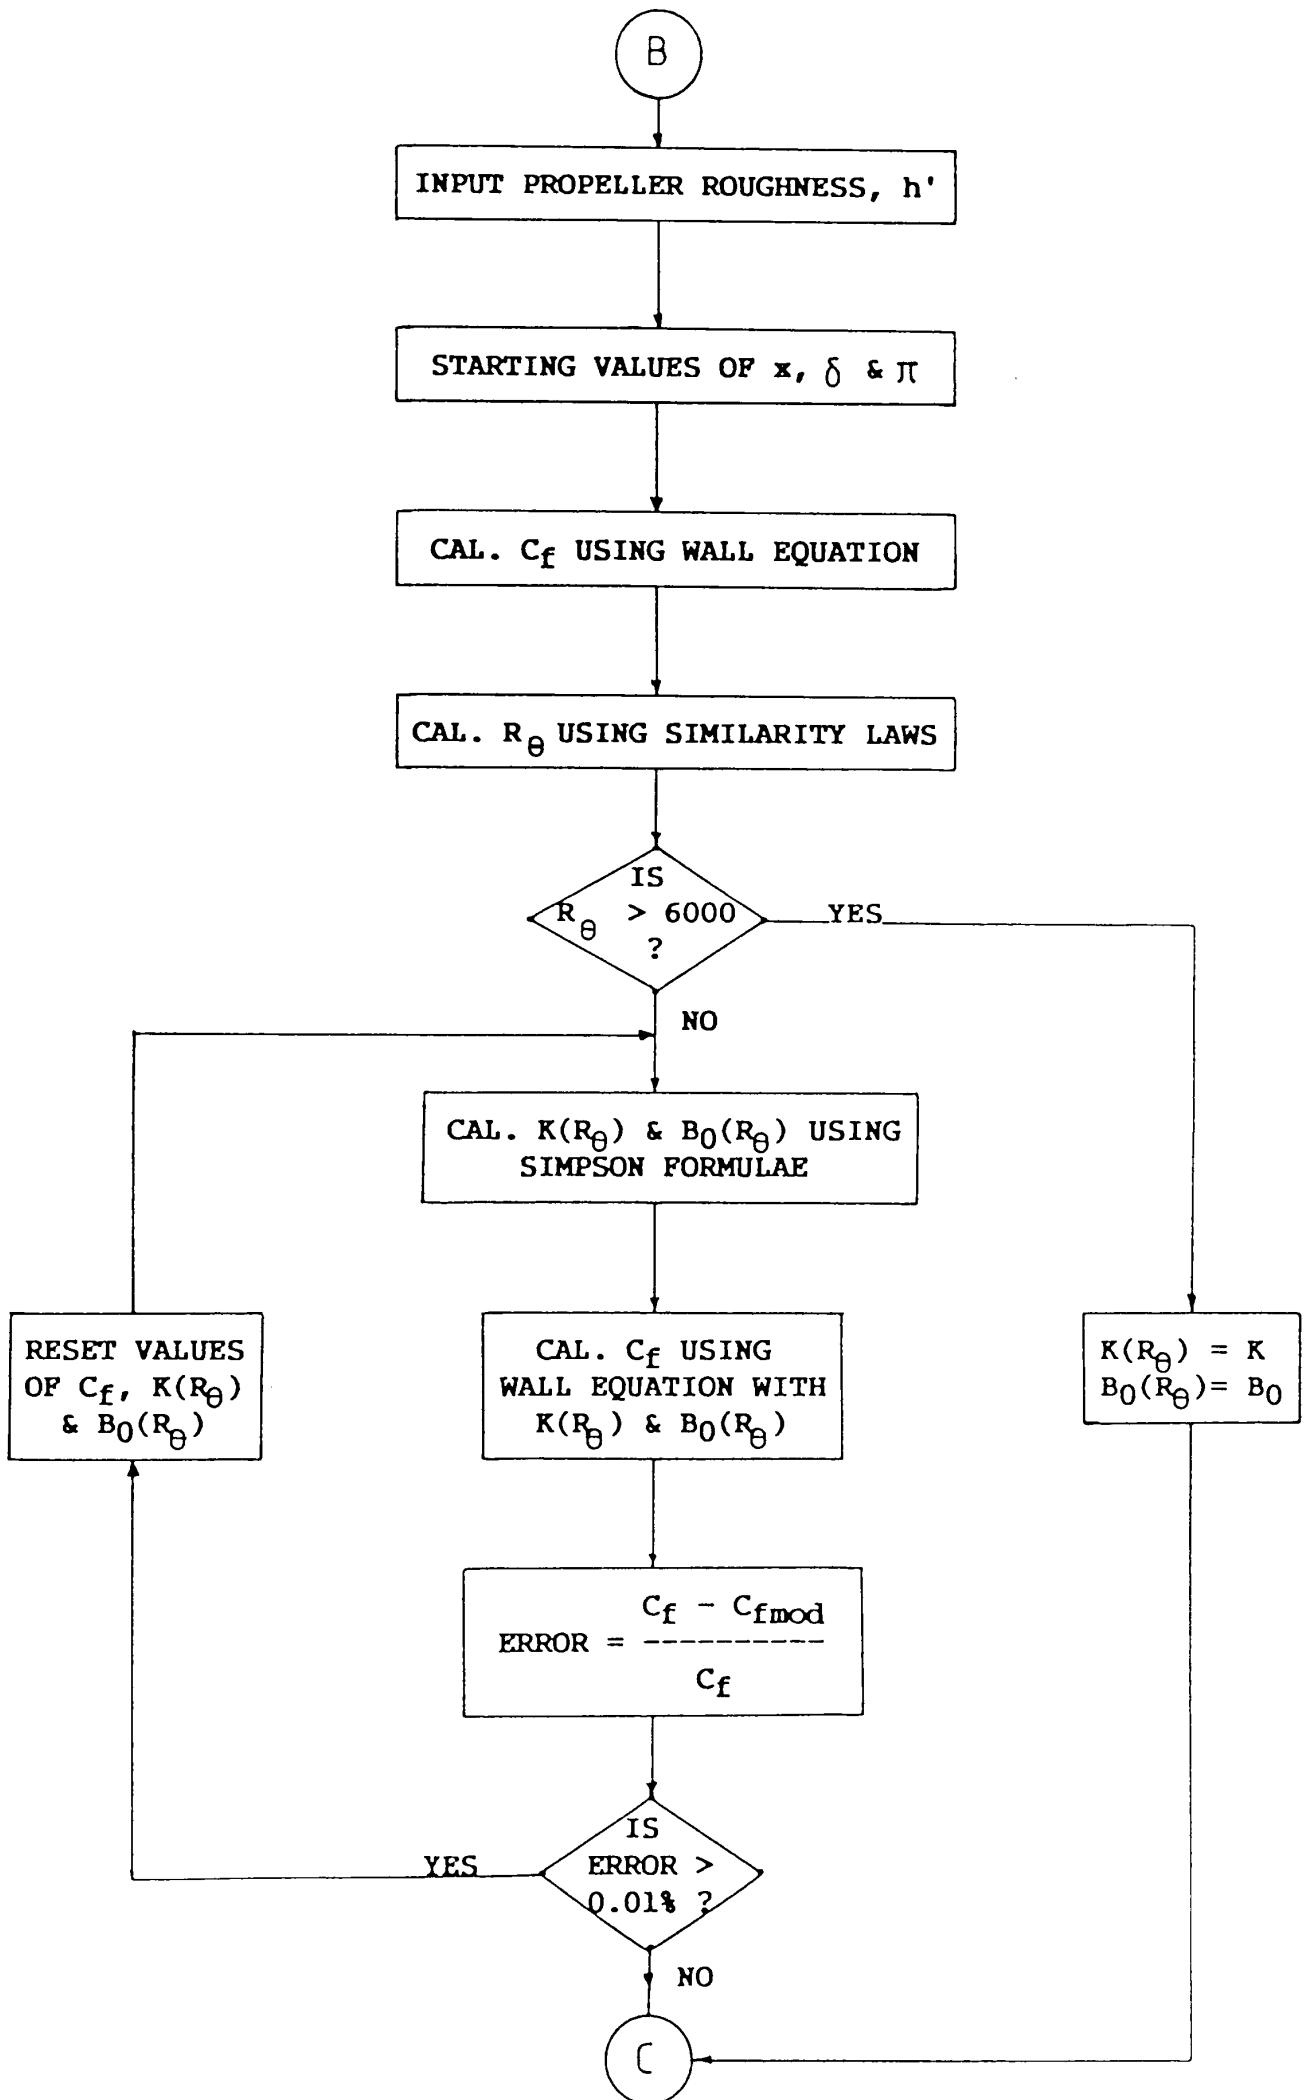 B
INPUT PROPELLER ROUGHNESS, h'
STARTING VALUES OF x, δ & π
CAL. Cf USING WALL EQUATION
CAL. Rθ USING SIMILARITY LAWS
IS
Rθ > 6000
?
YES
NO
CAL. K(Rθ) & B0(Rθ) USING
SIMPSON FORMULAE
RESET VALUES
OF Cf, K(Rθ)
& B0(Rθ)
CAL. Cf USING
WALL EQUATION WITH
K(Rθ) & B0(Rθ)
K(Rθ) = K
B0(Rθ)= B0
Cf - Cfmod
ERROR = ----------
Cf
IS
ERROR >
0.01% ?
YES
NO
C